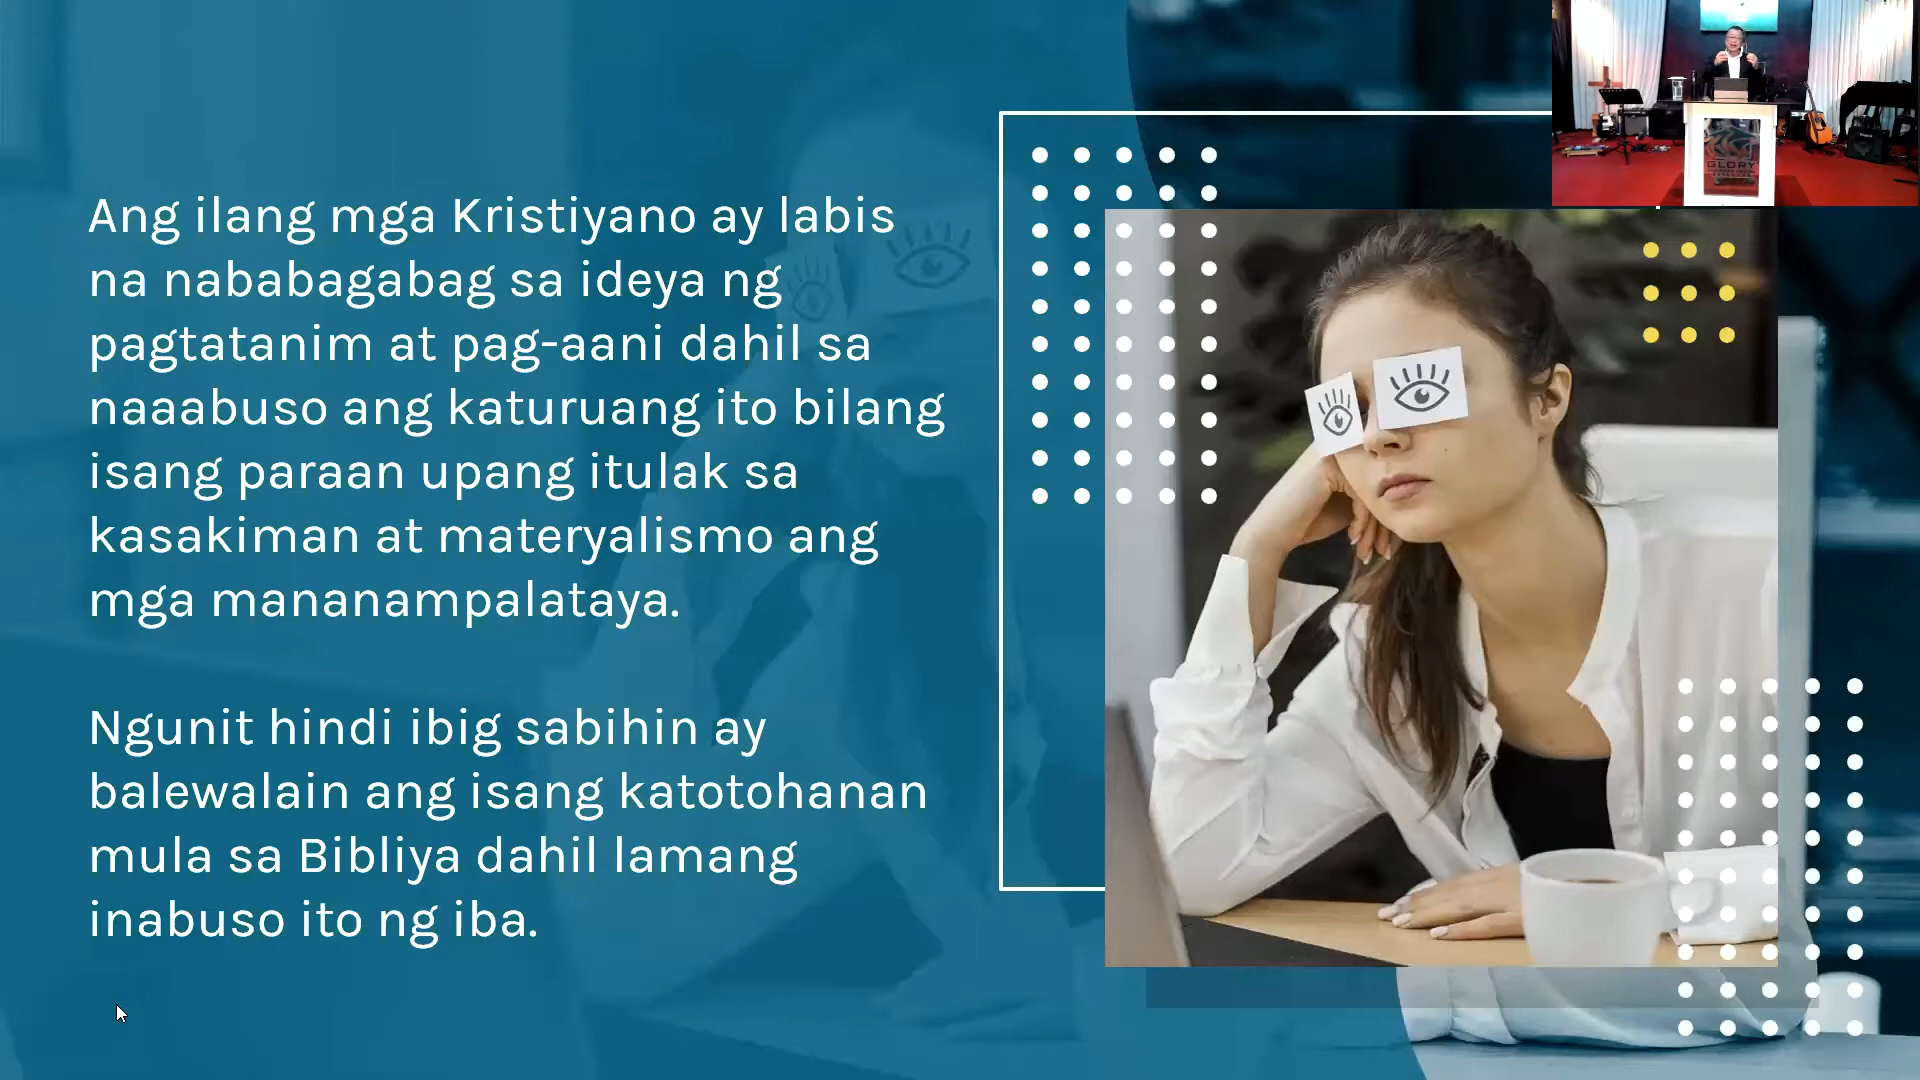 Ang ilang mga Kristiyano ay labis
na nababagabag sa ideya ng
pagtatanim at pag-aani dahil sa
naaabuso ang katuruang ito bilang
isang paraan upang itulak sa
kasakiman at materyalismo ang
mga mananampalataya.
Ngunit hindi ibig sabihin ay
balewalain ang isang katotohanan
mula sa Bibliya dahil lamang
inabuso ito ng iba.
GLORY